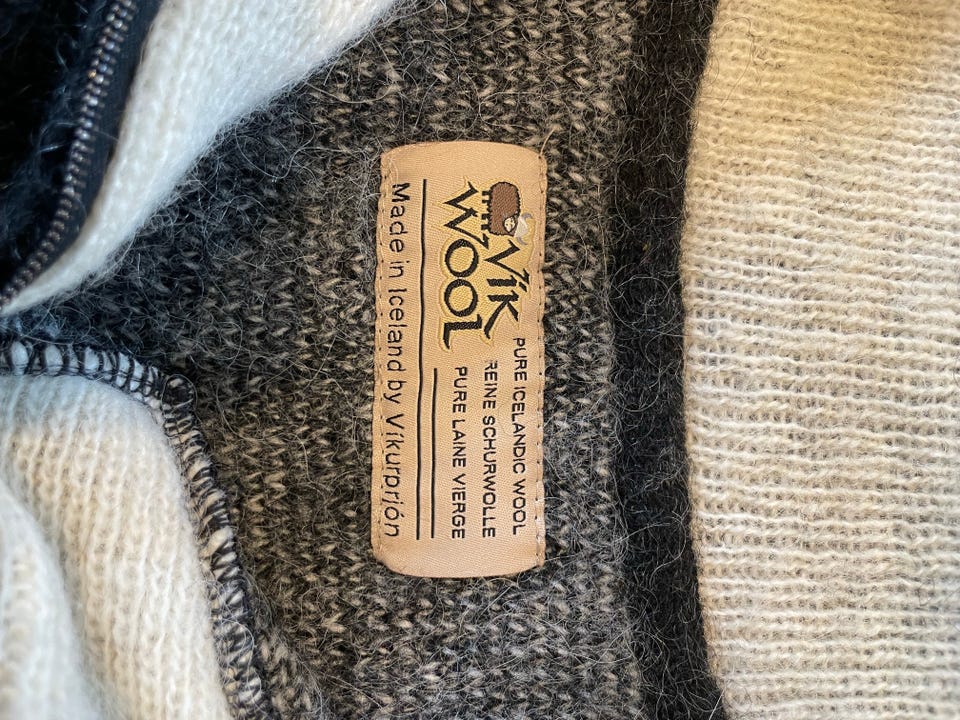 VíK
WOOL
PURE ICELANDIC WOOL
REINE SCHURWOLLE
PURE LAINE VIERGE
Made in Iceland by Víkurprjón